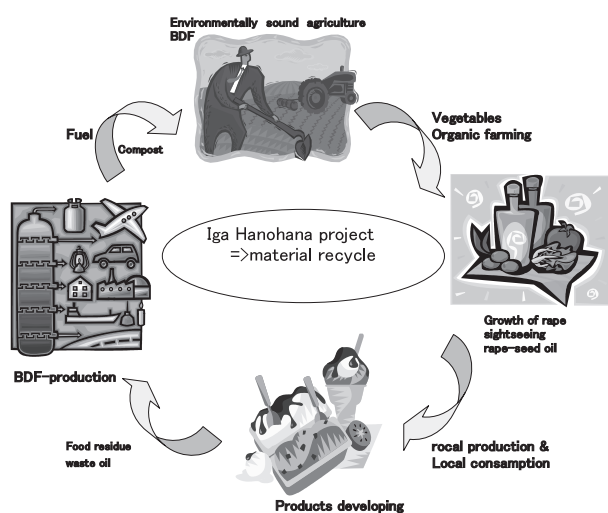 Environmentally sound agriculture
BDF
Fuel
Compost
Vegetables
Organic farming
Iga Hanohana project
=>material recycle
Growth of rape
sightseeing
rape-seed oil
BDF-production
Food residue
waste oil
rocal production &
Local consamption
Products developing